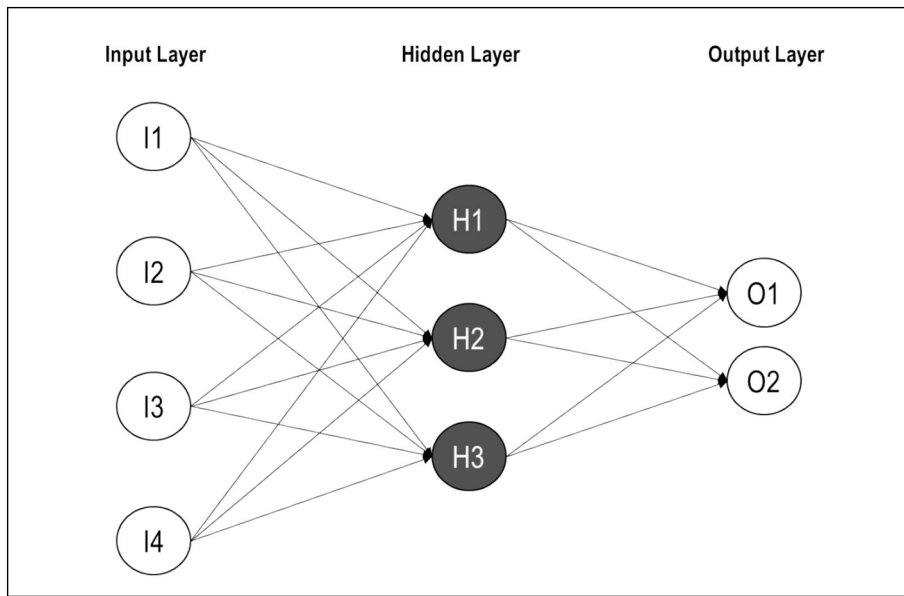 Input Layer
Hidden Layer
Output Layer
I1
I2
I3
I4
H1
H2
H3
O1
O2